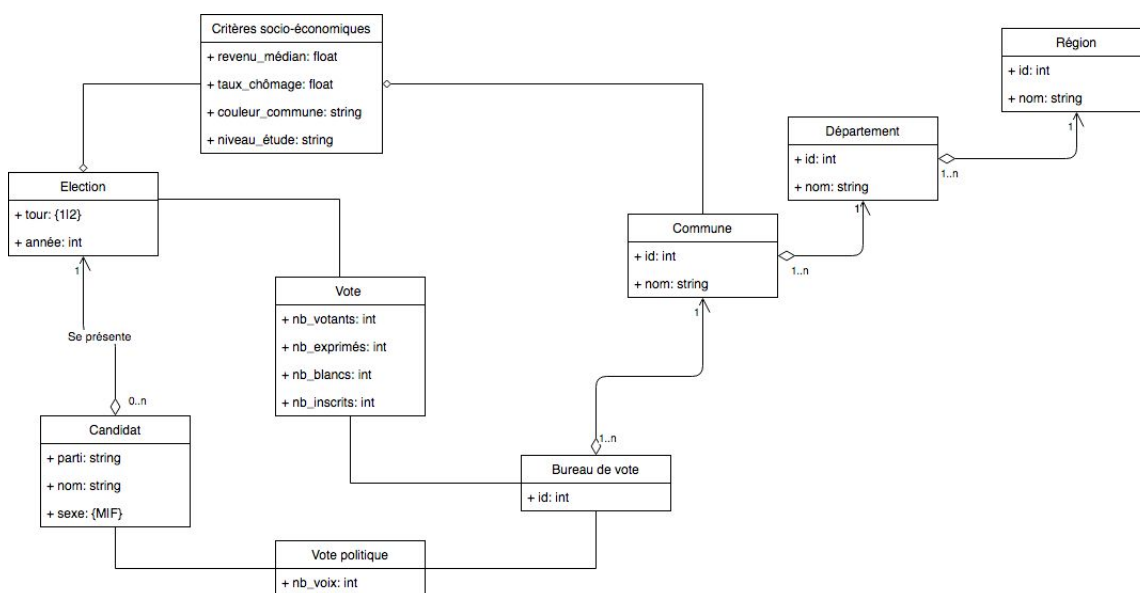 Critères socio-économiques
+ revenu_médian: float
+ taux_chômage: float
+ couleur_commune: string
+ niveau_étude: string
Région
+ id: int
+ nom: string
1
Département
+ id: int
+ nom: string
1..n
1
Election
+ tour: {1|2}
+ année: int
1
Commune
+ id: int
+ nom: string
1..n
1
Vote
+ nb_votants: int
+ nb_exprimés: int
+ nb_blancs: int
+ nb_inscrits: int
Se présente
0..n
Candidat
+ parti: string
+ nom: string
+ sexe: {M|F}
1..n
Bureau de vote
+ id: int
Vote politique
+ nb_voix: int